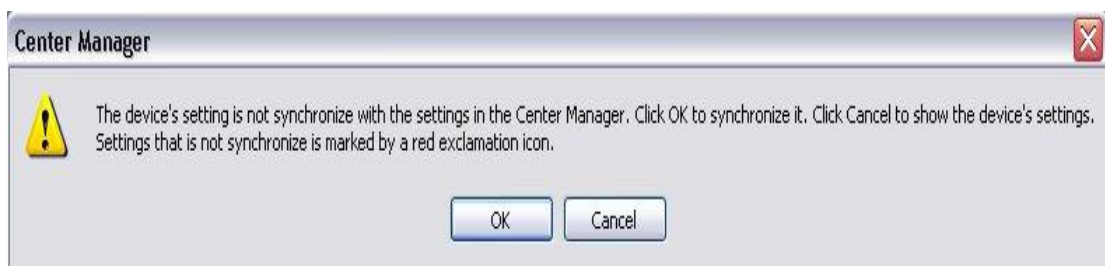 Center Manager
The device's setting is not synchronize with the settings in the Center Manager. Click OK to synchronize it. Click Cancel to show the device's settings.
Settings that is not synchronize is marked by a red exclamation icon.
OK Cancel